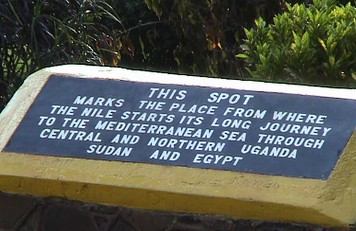 THIS SPOT
MARKS THE PLACE FROM WHERE
THE NILE STARTS ITS LONG JOURNEY
TO THE MEDITERRANEAN SEA THROUGH
CENTRAL AND NORTHERN UGANDA
SUDAN AND EGYPT